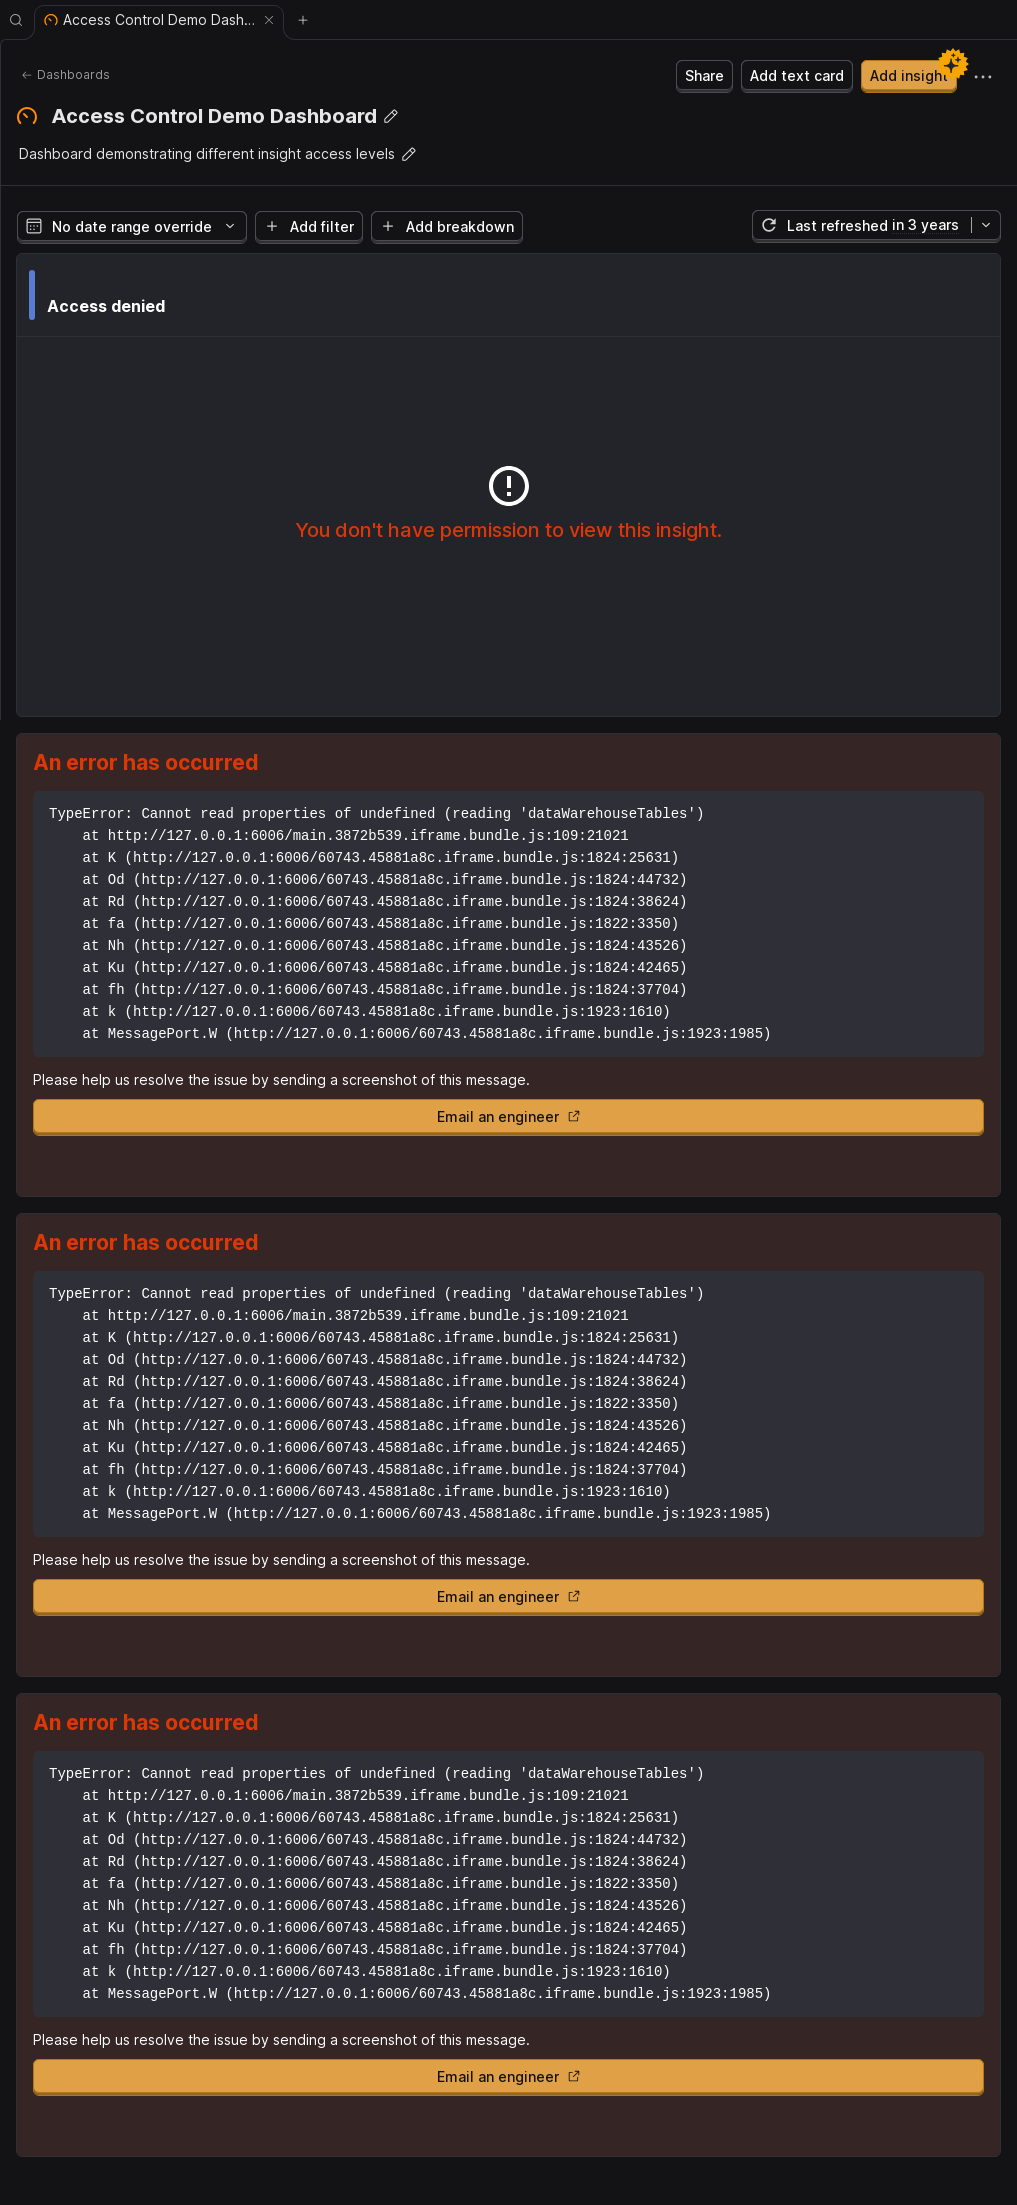 Access Control Demo Dash...
Dashboards
Share
Add text card
Add insight
Access Control Demo Dashboard
Dashboard demonstrating different insight access levels
No date range override
Add filter
Add breakdown
Last refreshed in 3 years
Access denied
You don't have permission to view this insight.
An error has occurred
TypeError: Cannot read properties of undefined (reading 'dataWarehouseTables')
at http://127.0.0.1:6006/main.3872b539.iframe.bundle.js:109:21021
at K (http://127.0.0.1:6006/60743.45881a8c.iframe.bundle.js:1824:25631)
at Od (http://127.0.0.1:6006/60743.45881a8c.iframe.bundle.js:1824:44732)
at Rd (http://127.0.0.1:6006/60743.45881a8c.iframe.bundle.js:1824:38624)
at fa (http://127.0.0.1:6006/60743.45881a8c.iframe.bundle.js:1822:3350)
at Nh (http://127.0.0.1:6006/60743.45881a8c.iframe.bundle.js:1824:43526)
at Ku (http://127.0.0.1:6006/60743.45881a8c.iframe.bundle.js:1824:42465)
at fh (http://127.0.0.1:6006/60743.45881a8c.iframe.bundle.js:1824:37704)
at k (http://127.0.0.1:6006/60743.45881a8c.iframe.bundle.js:1923:1610)
at MessagePort.W (http://127.0.0.1:6006/60743.45881a8c.iframe.bundle.js:1923:1985)
Please help us resolve the issue by sending a screenshot of this message.
Email an engineer
An error has occurred
TypeError: Cannot read properties of undefined (reading 'dataWarehouseTables')
at http://127.0.0.1:6006/main.3872b539.iframe.bundle.js:109:21021
at K (http://127.0.0.1:6006/60743.45881a8c.iframe.bundle.js:1824:25631)
at Od (http://127.0.0.1:6006/60743.45881a8c.iframe.bundle.js:1824:44732)
at Rd (http://127.0.0.1:6006/60743.45881a8c.iframe.bundle.js:1824:38624)
at fa (http://127.0.0.1:6006/60743.45881a8c.iframe.bundle.js:1822:3350)
at Nh (http://127.0.0.1:6006/60743.45881a8c.iframe.bundle.js:1824:43526)
at Ku (http://127.0.0.1:6006/60743.45881a8c.iframe.bundle.js:1824:42465)
at fh (http://127.0.0.1:6006/60743.45881a8c.iframe.bundle.js:1824:37704)
at k (http://127.0.0.1:6006/60743.45881a8c.iframe.bundle.js:1923:1610)
at MessagePort.W (http://127.0.0.1:6006/60743.45881a8c.iframe.bundle.js:1923:1985)
Please help us resolve the issue by sending a screenshot of this message.
Email an engineer
An error has occurred
TypeError: Cannot read properties of undefined (reading 'dataWarehouseTables')
at http://127.0.0.1:6006/main.3872b539.iframe.bundle.js:109:21021
at K (http://127.0.0.1:6006/60743.45881a8c.iframe.bundle.js:1824:25631)
at Od (http://127.0.0.1:6006/60743.45881a8c.iframe.bundle.js:1824:44732)
at Rd (http://127.0.0.1:6006/60743.45881a8c.iframe.bundle.js:1824:38624)
at fa (http://127.0.0.1:6006/60743.45881a8c.iframe.bundle.js:1822:3350)
at Nh (http://127.0.0.1:6006/60743.45881a8c.iframe.bundle.js:1824:43526)
at Ku (http://127.0.0.1:6006/60743.45881a8c.iframe.bundle.js:1824:42465)
at fh (http://127.0.0.1:6006/60743.45881a8c.iframe.bundle.js:1824:37704)
at k (http://127.0.0.1:6006/60743.45881a8c.iframe.bundle.js:1923:1610)
at MessagePort.W (http://127.0.0.1:6006/60743.45881a8c.iframe.bundle.js:1923:1985)
Please help us resolve the issue by sending a screenshot of this message.
Email an engineer